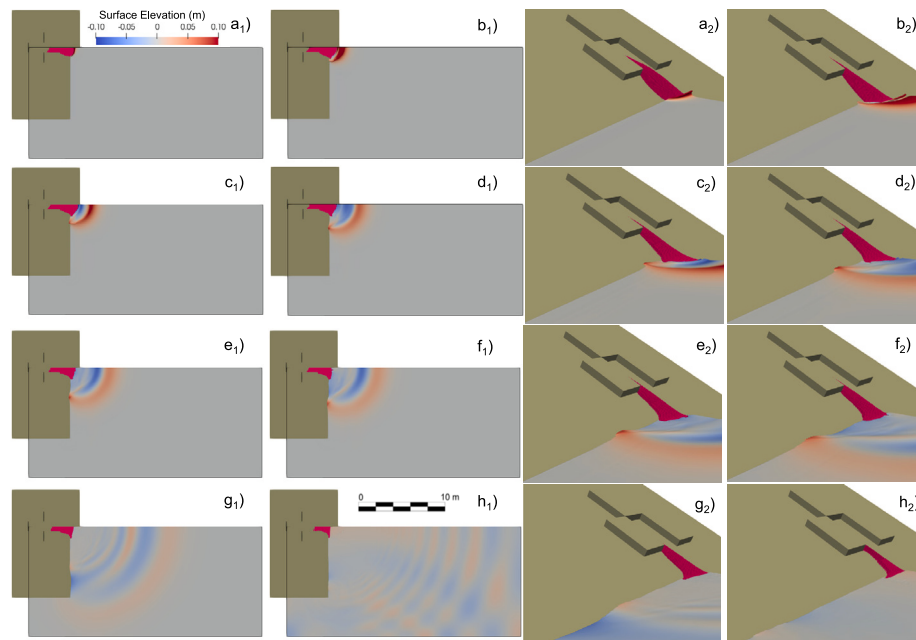 Surface Elevation (m)
-0.10 -0.05 0.00 0.05 0.10
a1)
b1)
a2)
b2)
c1)
d1)
c2)
d2)
e1)
f1)
e2)
f2)
g1)
0 10 m
h1)
g2)
h2)